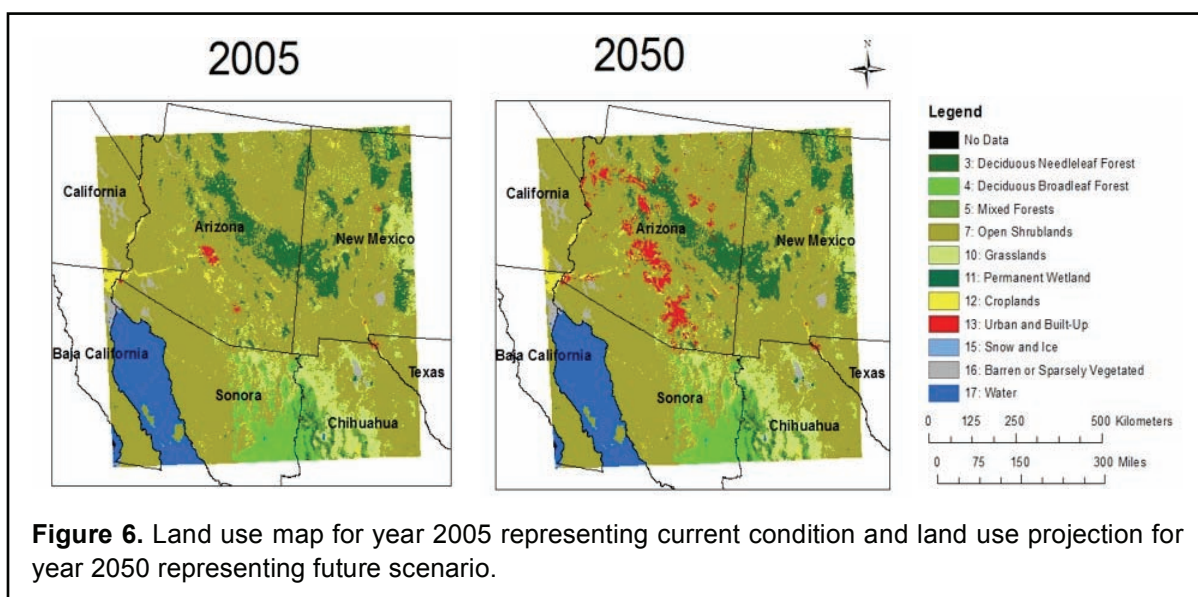 2005
2050
N
California
Arizona
New Mexico
Baja California
Sonora
Texas
Chihuahua
California
Arizona
New Mexico
Baja California
Sonora
Texas
Chihuahua
Legend
No Data
3: Deciduous Needleleaf Forest
4: Deciduous Broadleaf Forest
5: Mixed Forests
7: Open Shrublands
10: Grasslands
11: Permanent Wetland
12: Croplands
13: Urban and Built-Up
15: Snow and Ice
16: Barren or Sparsely Vegetated
17: Water
0 125 250 500 Kilometers
0 75 150 300 Miles
Figure 6. Land use map for year 2005 representing current condition and land use projection for
year 2050 representing future scenario.